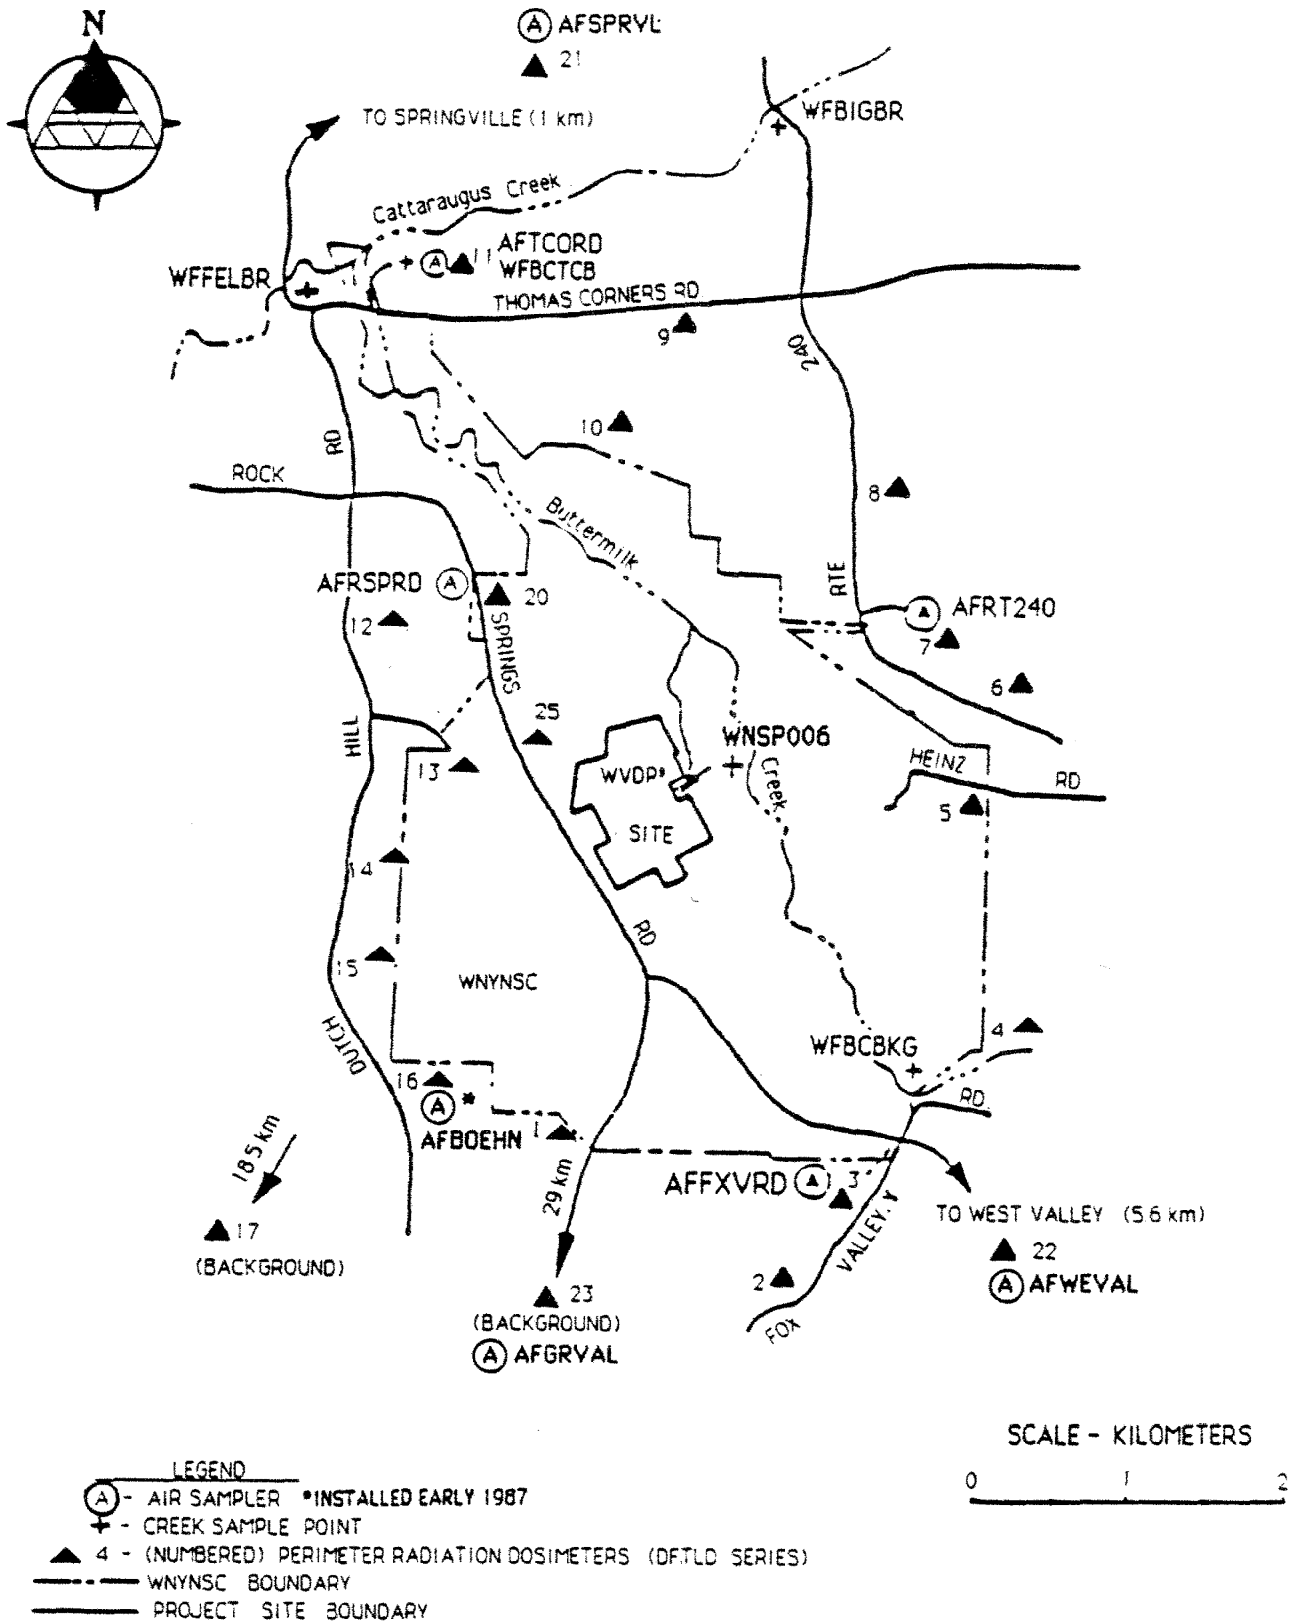 N
A AFSPRVL
21
TO SPRINGVILLE (1 km)
WFBIGBR
Cattaraugus Creek
A 11 AFTCORD
WFBCTCB
WFFELBR
THOMAS CORNERS RD
9
240
10
RD
ROCK
8
Buttermilk
AFRSPRD A
20
RTE
A AFRT240
12
7
SPRINGS
6
25
HILL
WNSP006
13
WVDP'
Creek
HEINZ
RD
5
SITE
14
RD
15
WNYNSC
DUTCH
4
WFBCBKG
16
RD
A *
AFBOEHN
1
18.5 km
29 km
AFFXVRD A 3
VALLEY
TO WEST VALLEY (5.6 km)
17
(BACKGROUND)
22
2
A AFWEVAL
23
(BACKGROUND)
FOX
A AFGRVAL
SCALE - KILOMETERS
0 1 2
LEGEND
A - AIR SAMPLER *INSTALLED EARLY 1987
+ - CREEK SAMPLE POINT
4 - (NUMBERED) PERIMETER RADIATION DOSIMETERS (DFTLD SERIES)
WNYNSC BOUNDARY
PROJECT SITE BOUNDARY